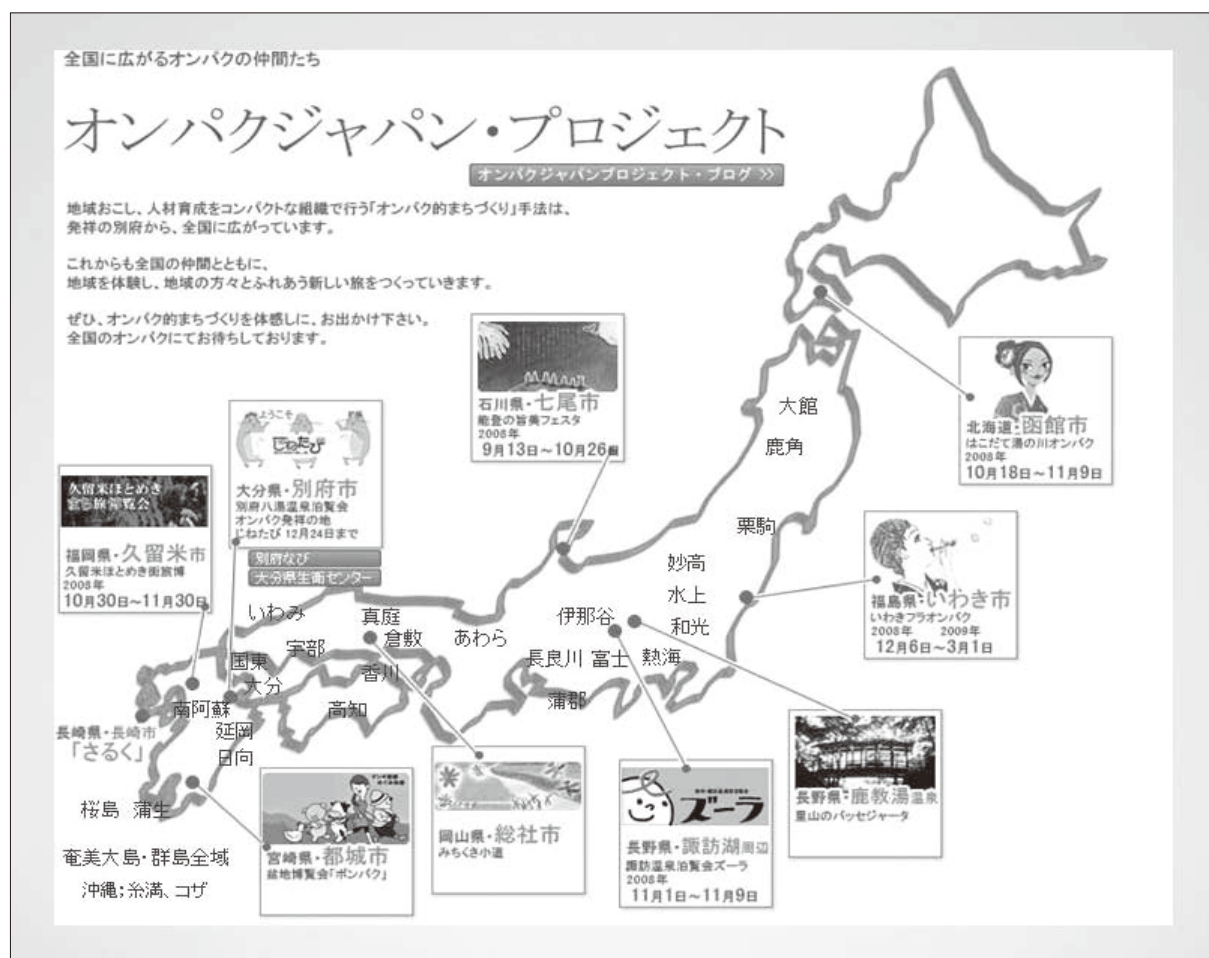 全国に広がるオンパクの仲間たち
オンパクジャパン・プロジェクト
オンパクジャパンプロジェクト・ブログ >>
地域おこし、人材育成をコンパクトな組織で行う「オンパク的まちづくり」手法は、
発祥の別府から、全国に広がっています。
これからも全国の仲間とともに、
地域を体験し、地域の方々とふれあう新しい旅をつくっていきます。
ぜひ、オンパク的まちづくりを体感しに、お出かけ下さい。
全国のオンパクにてお待ちしております。
石川県・七尾市
能登の旨美フェスタ
2008年
9月13日～10月26日
大館
鹿角
北海道・函館市
はこだて湯の川オンパク
2008年
10月18日～11月9日
ようこそ
じねたび
大分県・別府市
別府八湯温泉泊覧会
オンパク発祥の地
じねたび 12月24日まで
別府なび
大分県生衛センター
久留米ほとめき
福岡県・久留米市
久留米ほとめき街旅博
2008年
10月30日～11月30日
栗駒
妙高
水上
和光
福島県・いわき市
いわきフラオンパク
2008年 2009年
12月6日～3月1日
いわみ
真庭
倉敷
あわら
伊那谷
宇部
国東
大分
香川
長良川 富士 熱海
蒲郡
南阿蘇
高知
延岡
日向
長崎県・長崎市
「さるく」
桜島 蒲生
奄美大島・群島全域
沖縄;糸満、コザ
宮崎県・都城市
盆地博覧会「ボンパク」
岡山県・総社市
みちくさ小道
ズーラ
長野県・諏訪湖周辺
諏訪温泉泊覧会ズーラ
2008年
11月1日～11月9日
長野県・鹿教湯温泉
里山のパッセジャータ